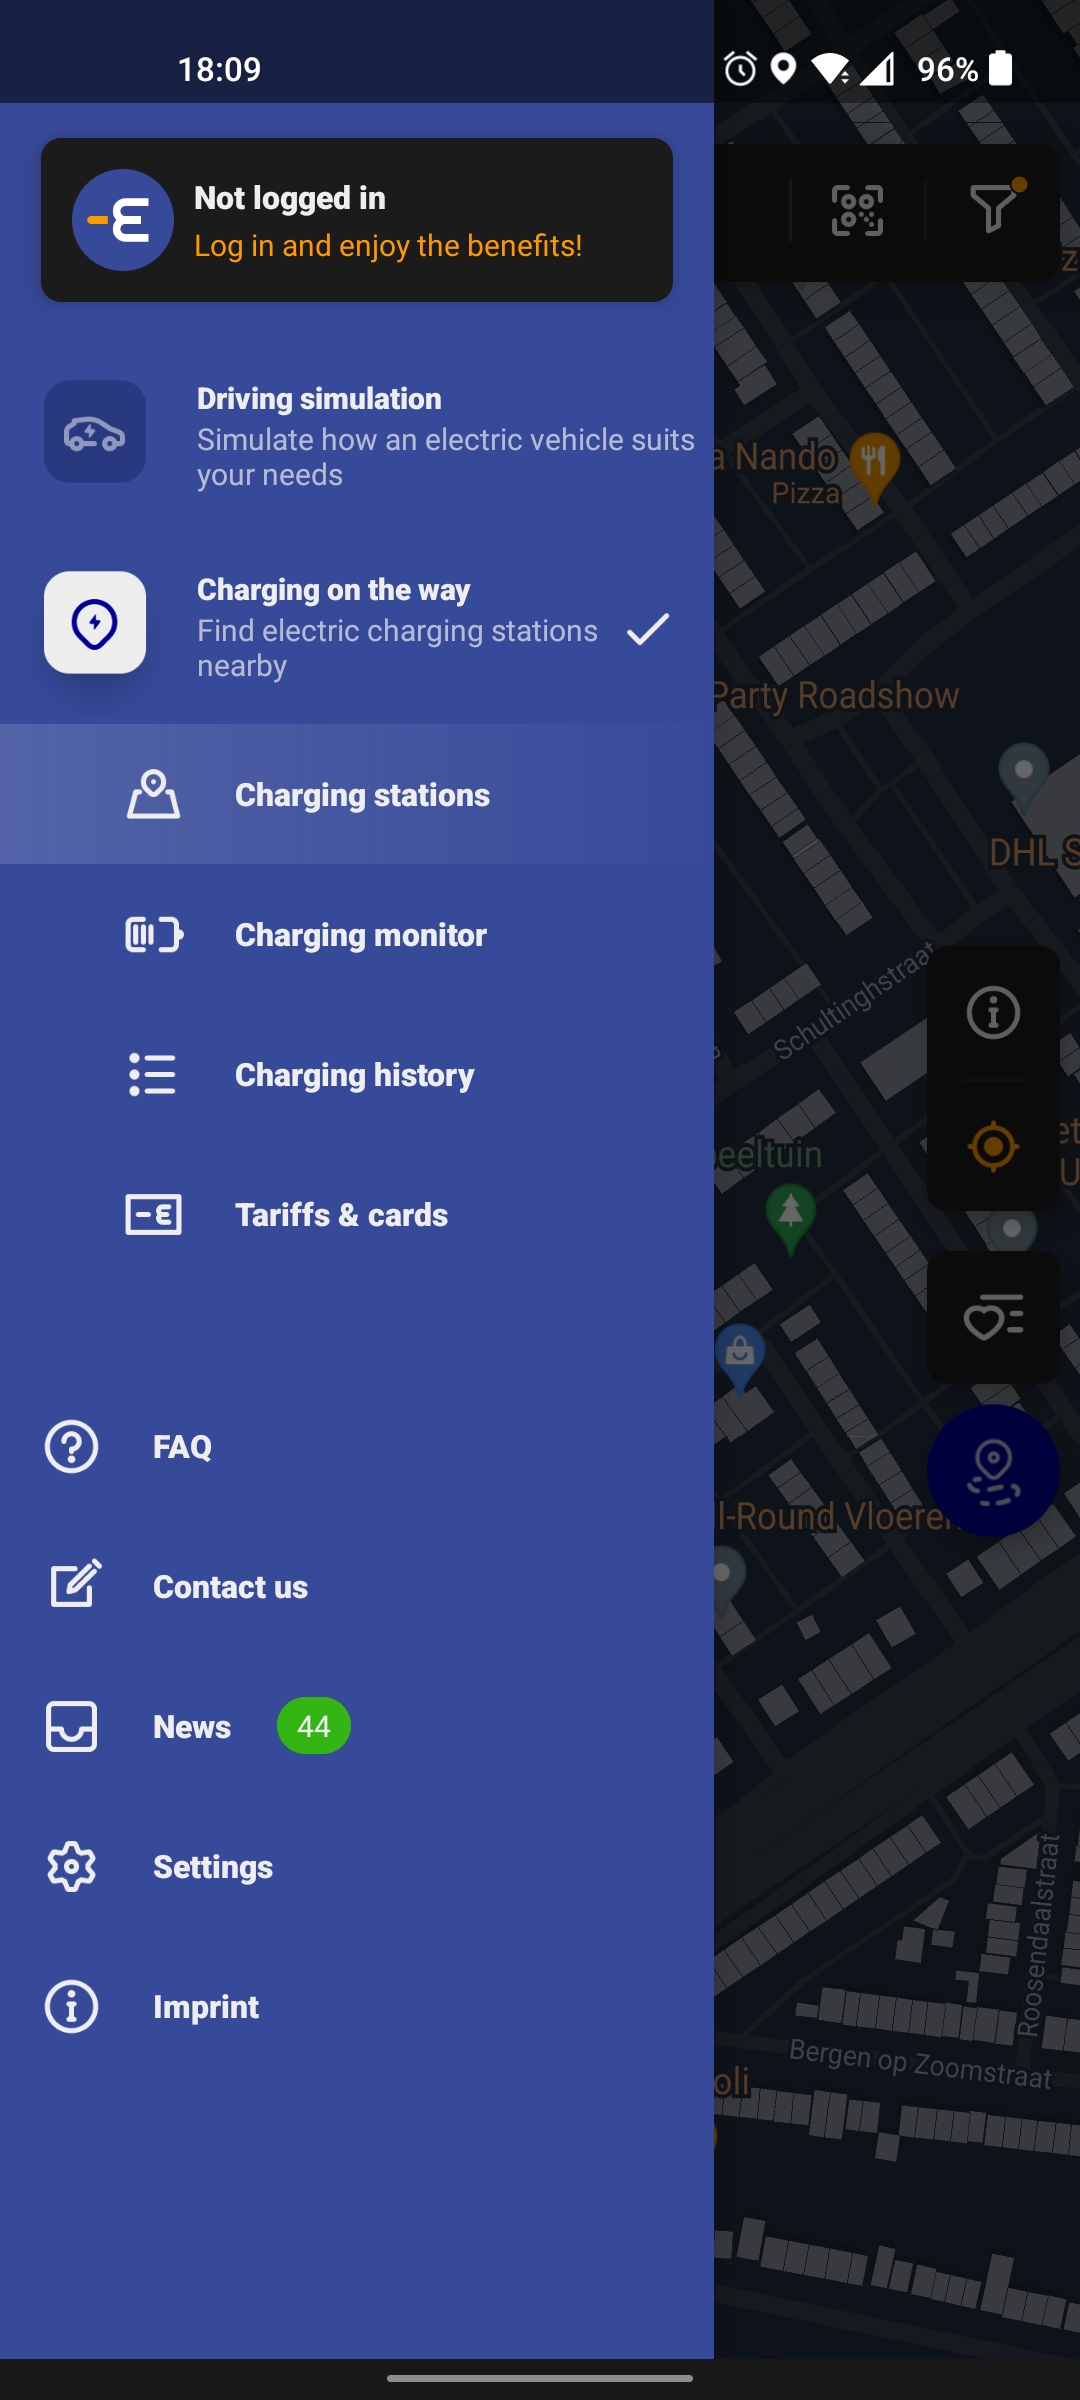 18:09
96%
Not logged in
Log in and enjoy the benefits!
Driving simulation
Simulate how an electric vehicle suits
your needs
Charging on the way
Find electric charging stations
nearby
Charging stations
Charging monitor
Charging history
Tariffs & cards
FAQ
Contact us
News 44
Settings
Imprint
a Nando
Pizza
Party Roadshow
DHL S
Schultinghstraat
eeltuin
et
U
l-Round Vloeren
Roosendaalstraat
Bergen op Zoomstraat
oli
z